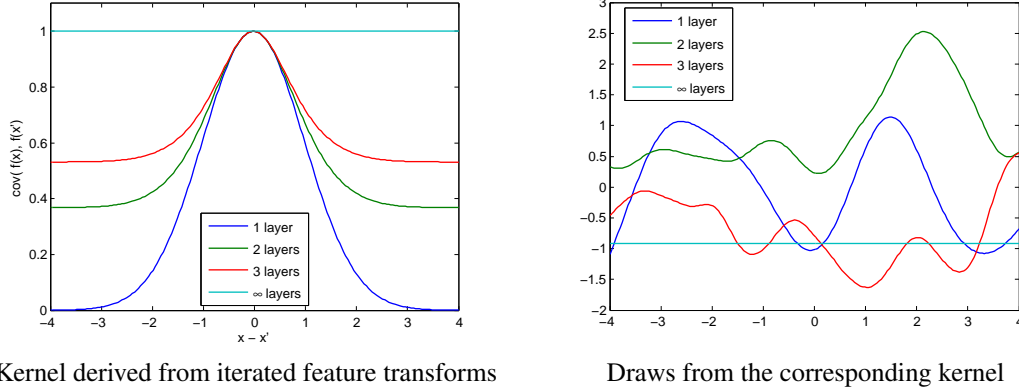 1
0.8
0.6
0.4
0.2
0
cov( f(x), f(x')
1 layer
2 layers
3 layers
∞ layers
−4 −3 −2 −1 0 1 2 3 4
x − x'
Kernel derived from iterated feature transforms
3
2.5
2
1.5
1
0.5
0
−0.5
−1
−1.5
−2
1 layer
2 layers
3 layers
∞ layers
−4 −3 −2 −1 0 1 2 3 4
Draws from the corresponding kernel